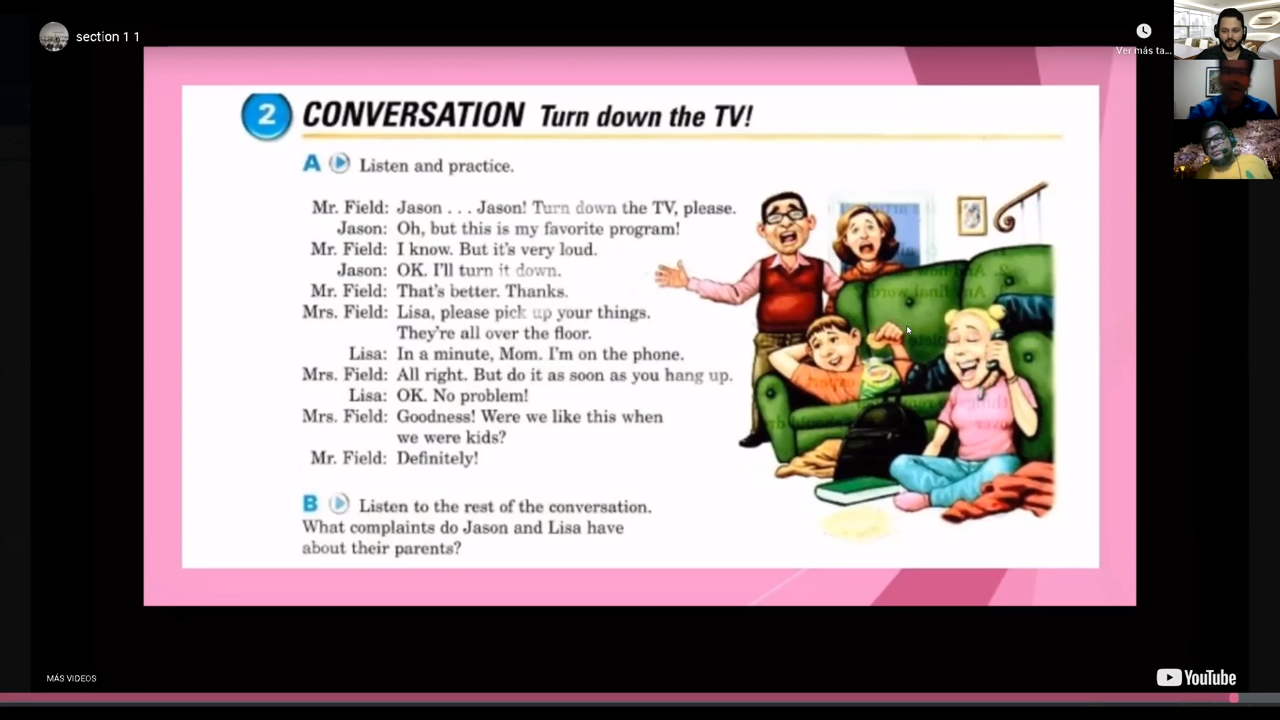 section 1 1
Ver más ta...
2 CONVERSATION Turn down the TV!
A Listen and practice.
Mr. Field: Jason . . . Jason! Turn down the TV, please.
Jason: Oh, but this is my favorite program!
Mr. Field: I know. But it's very loud.
Jason: OK. I'll turn it down.
Mr. Field: That's better. Thanks.
Mrs. Field: Lisa, please pick up your things.
They're all over the floor.
Lisa: In a minute, Mom. I'm on the phone.
Mrs. Field: All right. But do it as soon as you hang up.
Lisa: OK. No problem!
Mrs. Field: Goodness! Were we like this when
we were kids?
Mr. Field: Definitely!
B Listen to the rest of the conversation.
What complaints do Jason and Lisa have
about their parents?
MÁS VIDEOS
YouTube